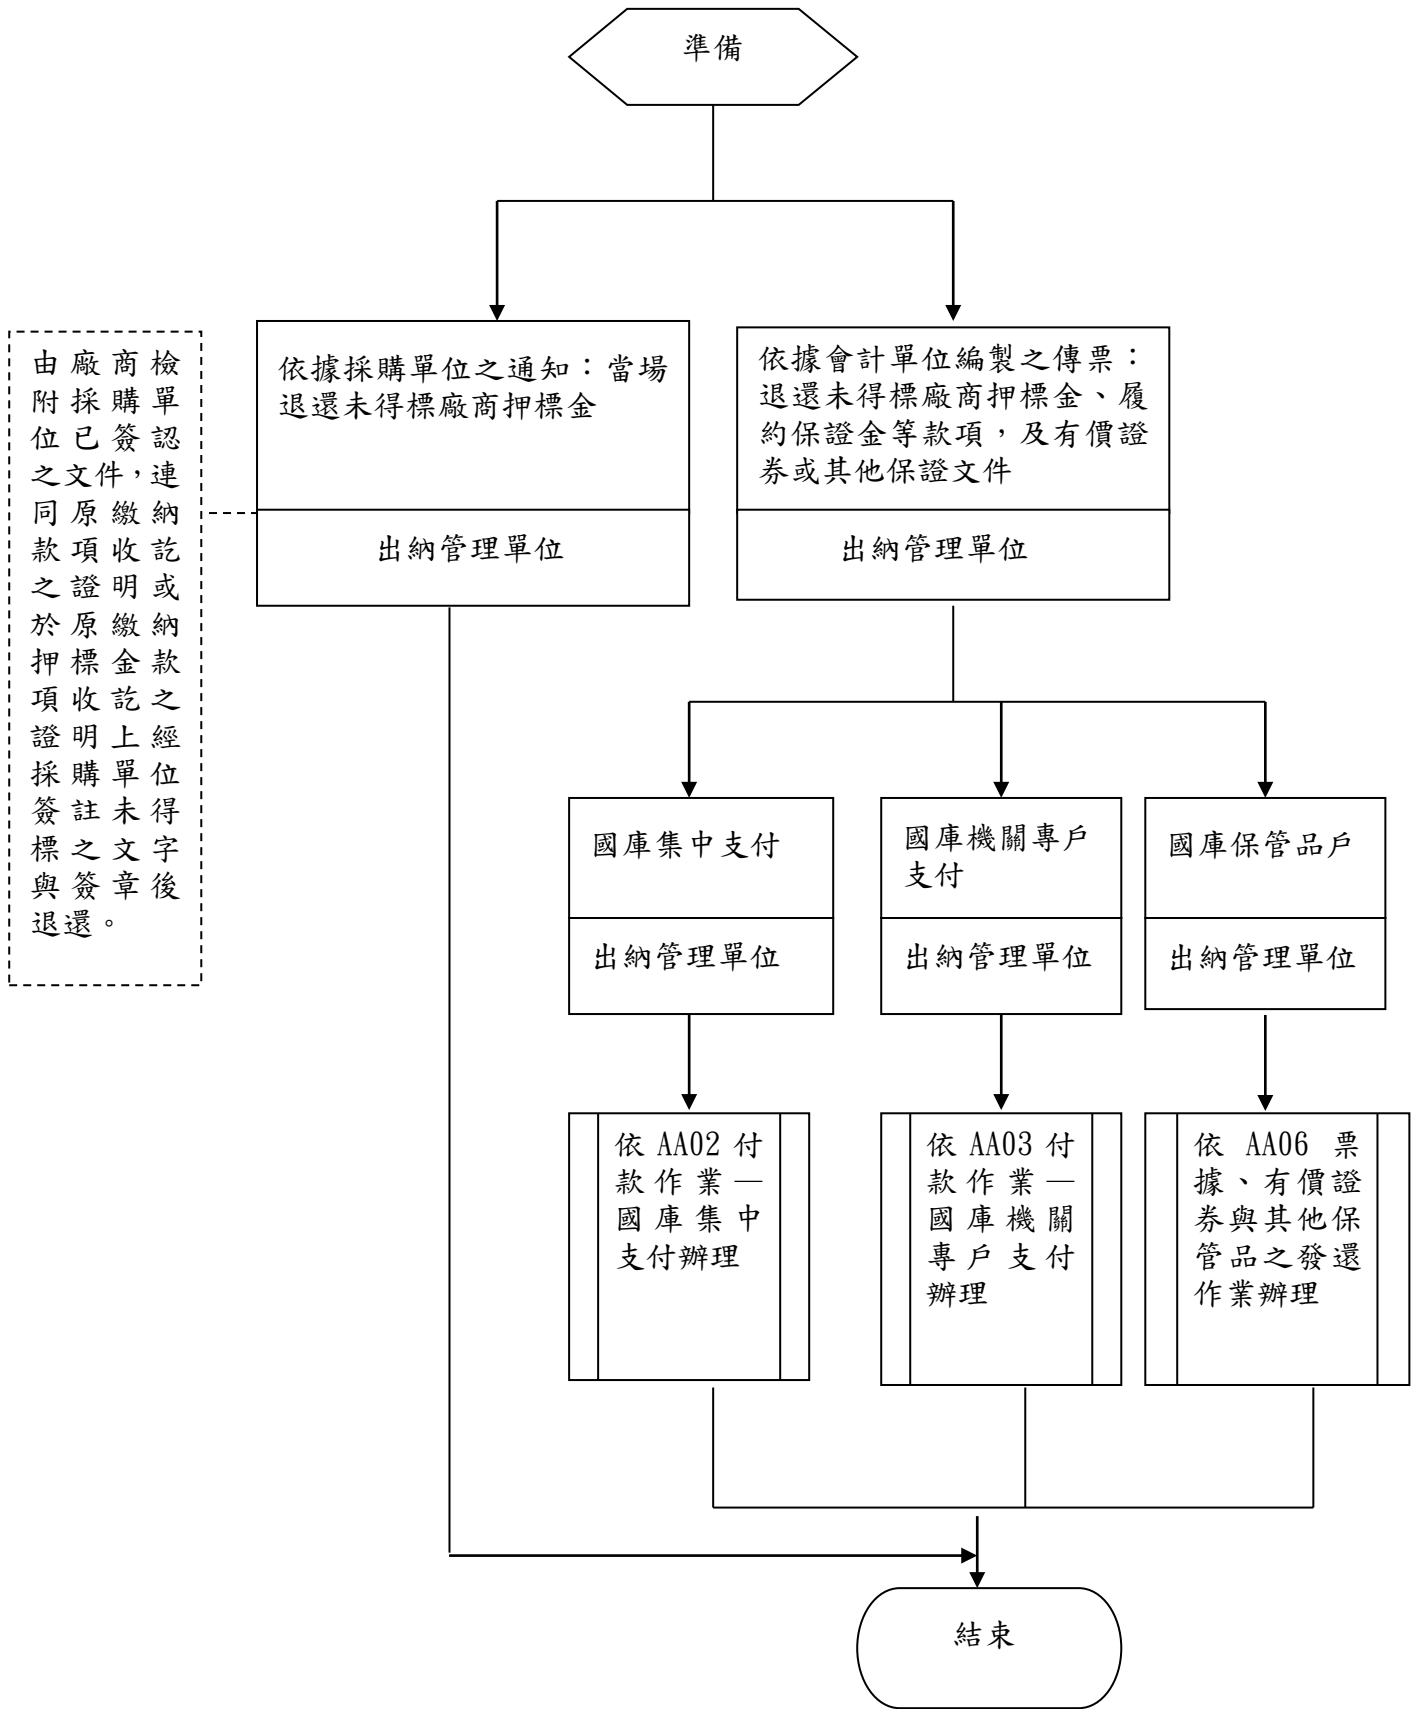 準備
由廠商檢
附採購單
位已簽認
之文件，連
同原繳納
款項收訖
之證明或
於原繳納
押標金款
項收訖之
證明上經
採購單位
簽註未得
標之文字
與簽章後
退還。
依據採購單位之通知：當場
退還未得標廠商押標金
出納管理單位
依據會計單位編製之傳票：
退還未得標廠商押標金、履
約保證金等款項，及有價證
券或其他保證文件
出納管理單位
國庫集中支付
出納管理單位
國庫機關專戶
支付
出納管理單位
國庫保管品戶
出納管理單位
依 AA02 付
款作業—
國庫集中
支付辦理
依 AA03 付
款作業—
國庫機關
專戶支付
辦理
依 AA06 票
據、有價證
券與其他保
管品之發還
作業辦理
結束